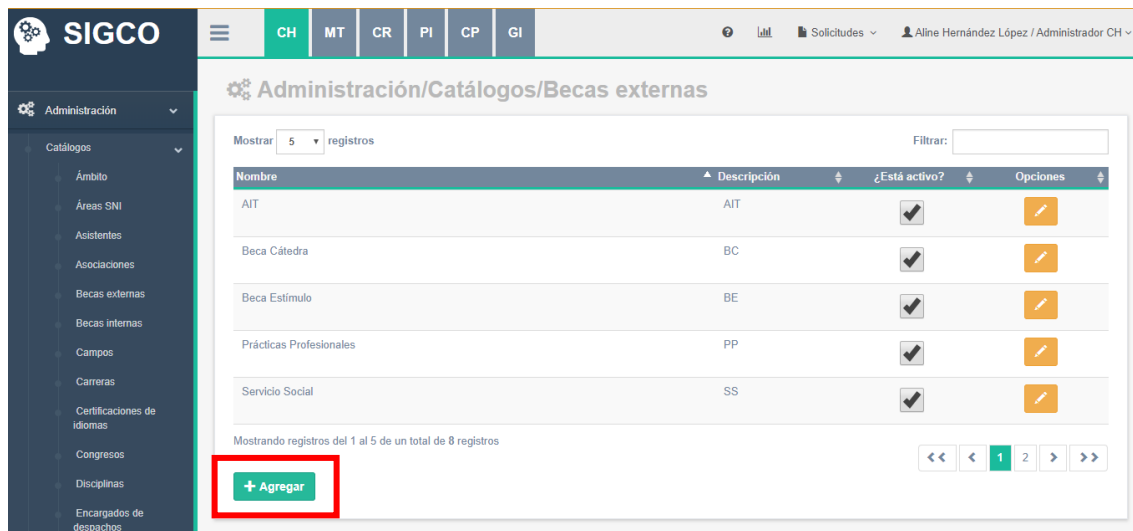 SIGCO
CH MT CR PI CP GI
Solicitudes
Aline Hernández López / Administrador CH
Administración
Catálogos
Ámbito
Áreas SNI
Asistentes
Asociaciones
Becas externas
Becas internas
Campos
Carreras
Certificaciones de
idiomas
Congresos
Disciplinas
Encargados de
despachos
Administración/Catálogos/Becas externas
Mostrar 5 registros
Filtrar:
Nombre Descripción ¿Está activo? Opciones
AIT AIT
Beca Cátedra BC
Beca Estímulo BE
Prácticas Profesionales PP
Servicio Social SS
Mostrando registros del 1 al 5 de un total de 8 registros
<< < 1 2 > >>
+ Agregar